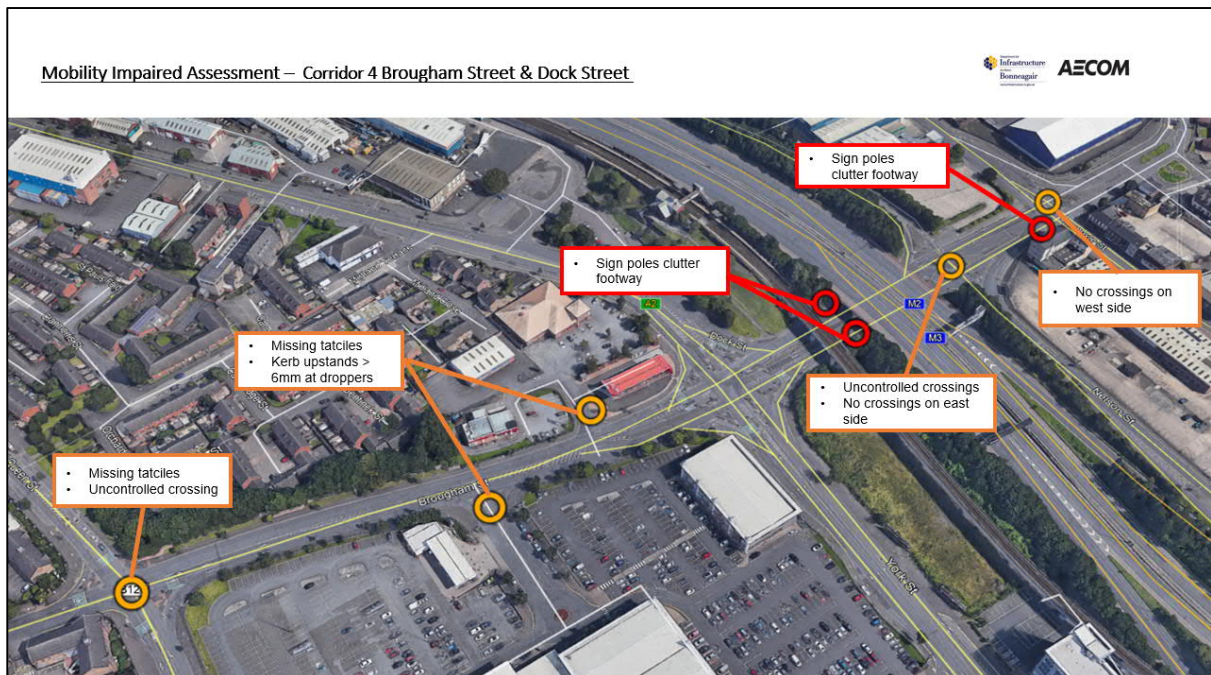 Mobility Impaired Assessment – Corridor 4 Brougham Street & Dock Street
Infrastructure
Bonneagair
AECOM
• Sign poles
clutter footway
• Sign poles clutter
footway
A2
M2
M3
Dock St
• No crossings on
west side
• Missing tatciles
• Kerb upstands >
6mm at droppers
• Uncontrolled crossings
• No crossings on east
side
Nelson St
• Missing tatciles
• Uncontrolled crossing
Brougham St
York St